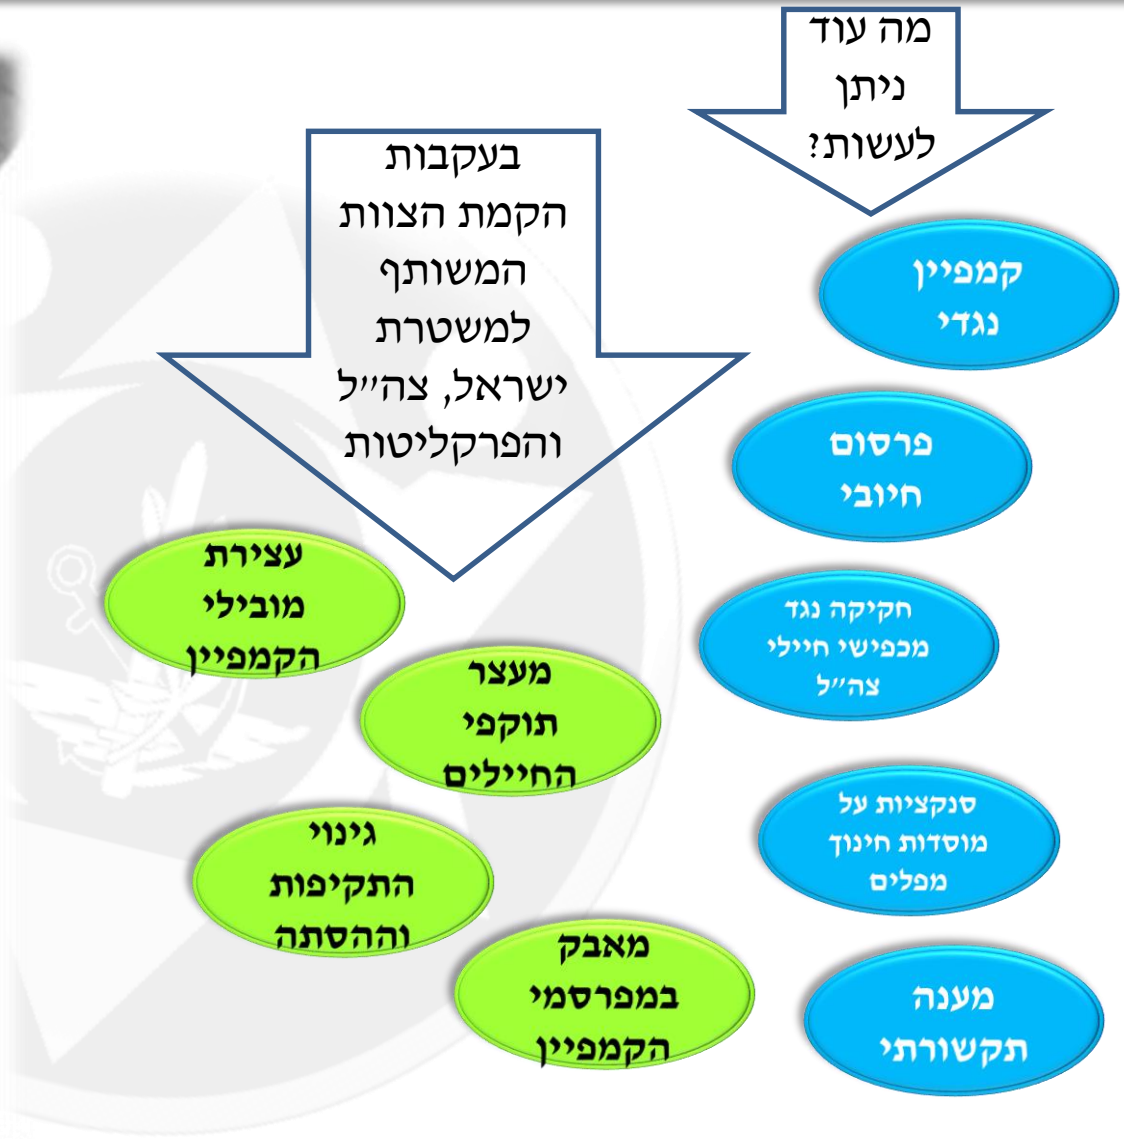 מה עוד
ניתן
לעשות?
קמפיין
נגדי
פרסום
חיובי
חקיקה נגד
מכפישי חיילי
צה״ל
סנקציות על
מוסדות חינוך
מפלים
מענה
תקשורתי
בעקבות
הקמת הצוות
המשותף
למשטרת
ישראל, צה״ל
והפרקליטות
עצירת
מובילי
הקמפיין
מעצר
תוקפי
החיילים
גינוי
התקיפות
וההסתה
מאבק
במפרסמי
הקמפיין